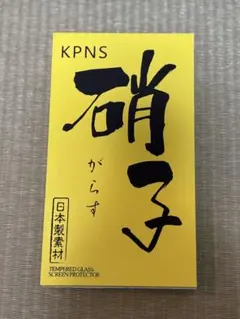 KPNS
硝子
がらす
日本製素材
TEMPERED GLASS
SCREEN PROTECTOR